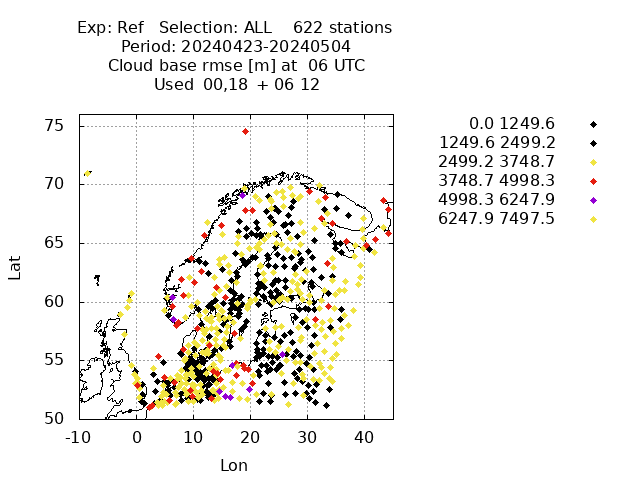 Exp: Ref   Selection: ALL    622 stations
Period: 20240423-20240504
Cloud base rmse [m] at  06 UTC
Used  00,18  + 06 12
0.0 1249.6
1249.6 2499.2
2499.2 3748.7
3748.7 4998.3
4998.3 6247.9
6247.9 7497.5
75
70
65
60
55
50
Lat
-10 0 10 20 30 40
Lon